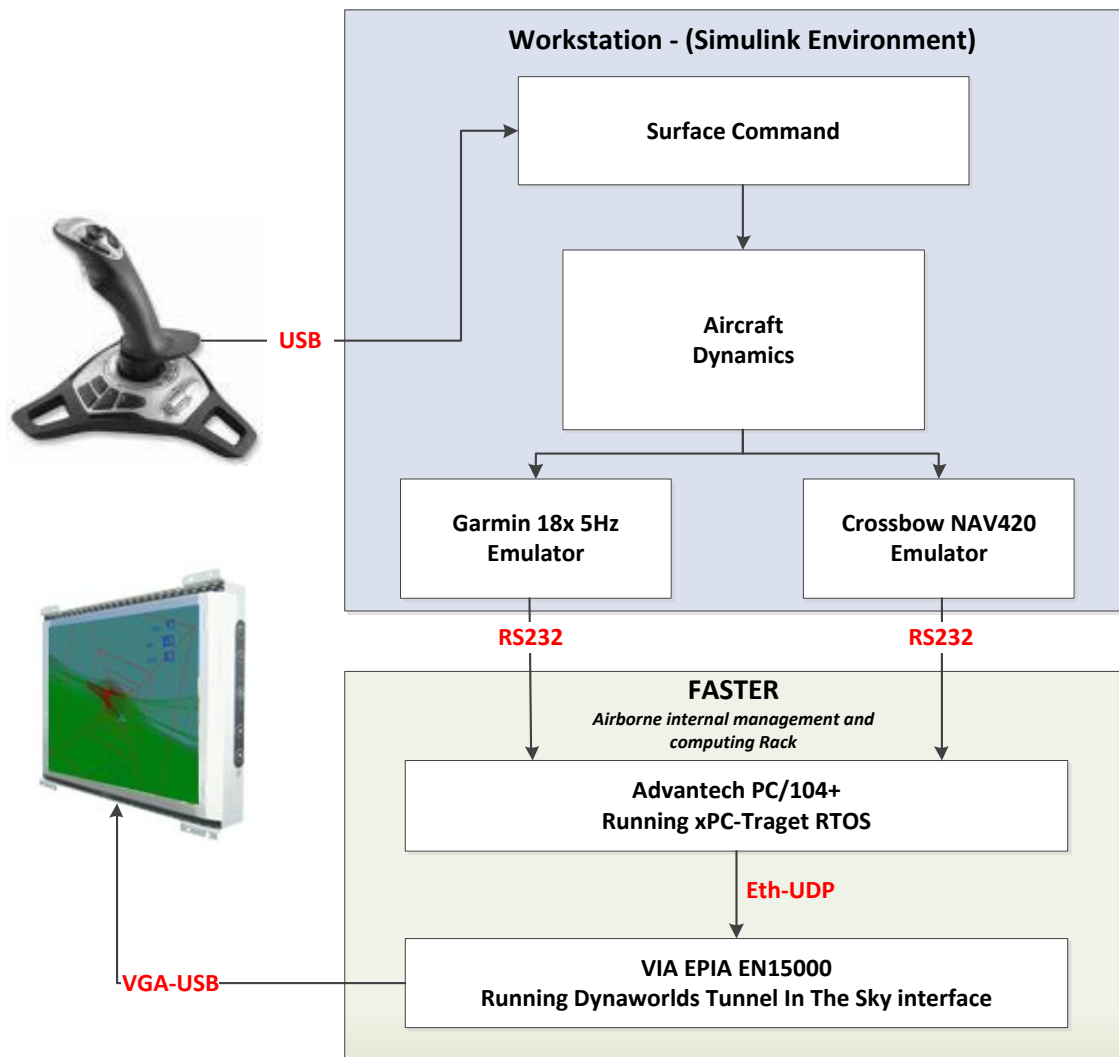 Workstation - (Simulink Environment)
Surface Command
Aircraft
Dynamics
USB
Garmin 18x 5Hz
Emulator
Crossbow NAV420
Emulator
RS232
RS232
FASTER
Airborne internal management and
computing Rack
Advantech PC/104+
Running xPC-Traget RTOS
Eth-UDP
VGA-USB
VIA EPIA EN15000
Running Dynaworlds Tunnel In The Sky interface